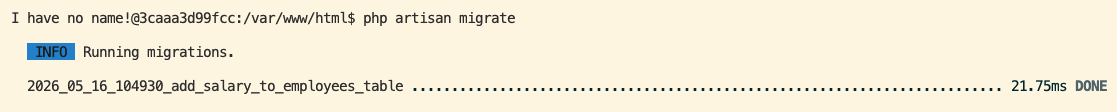 I have no name!@3caaa3d99fcc:/var/www/html$ php artisan migrate
INFO Running migrations.
2026_05_16_104930_add_salary_to_employees_table .......................................................................... 21.75ms DONE